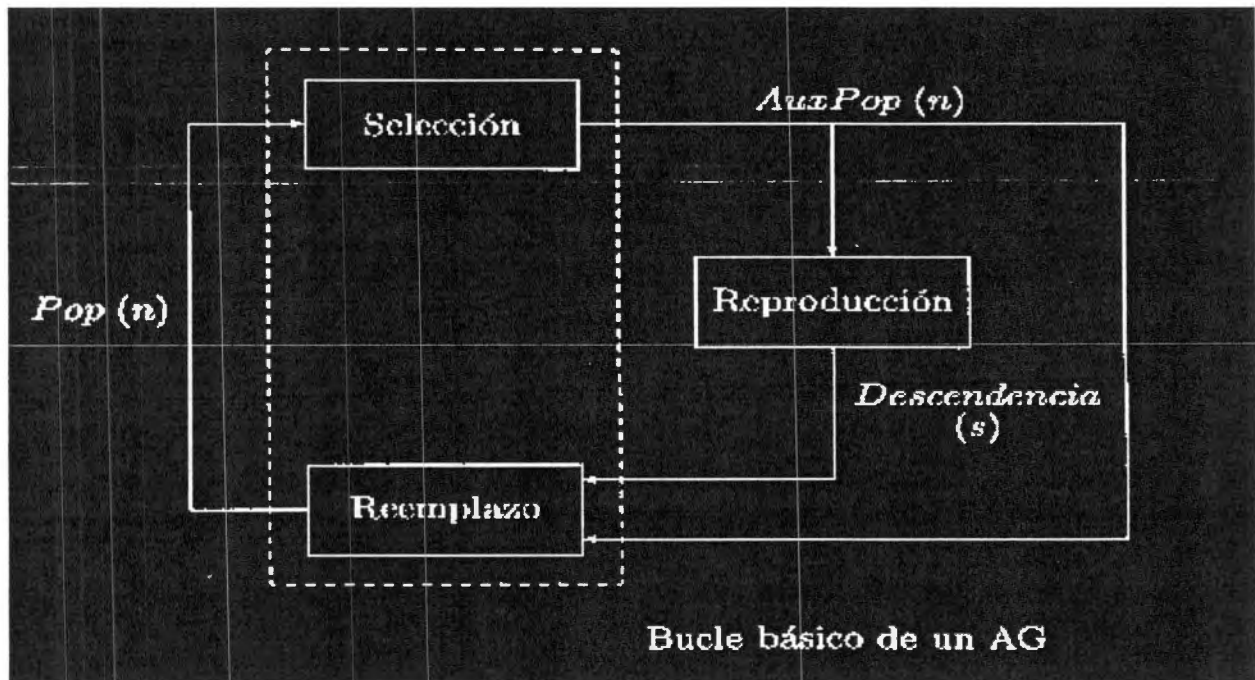 Selección
AuxPop (n)
Reproducción
Pop (n)
Descendencia
(s)
Reemplazo
Bucle básico de un AG